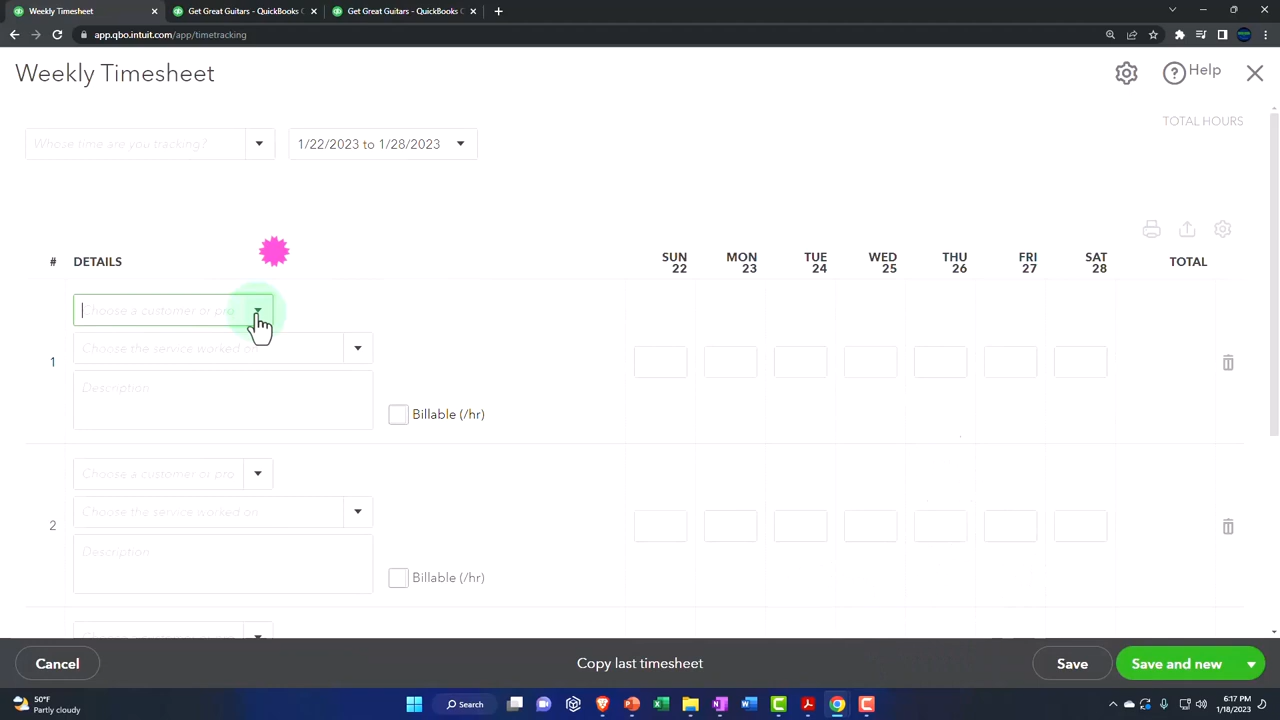 Weekly Timesheet
Get Great Guitars - QuickBooks C
Get Great Guitars - QuickBooks C
app.qbo.intuit.com/app/timetracking
Weekly Timesheet
Help
TOTAL HOURS
Whose time are you tracking?
1/22/2023 to 1/28/2023
# DETAILS
SUN 22
MON 23
TUE 24
WED 25
THU 26
FRI 27
SAT 28
TOTAL
Choose a customer or pro
1
Choose the service worked on
Description
Billable (/hr)
Choose a customer or pro
2
Choose the service worked on
Description
Billable (/hr)
Cancel
Copy last timesheet
Save
Save and new
50°F
Partly cloudy
Search
6:17 PM
1/18/2023